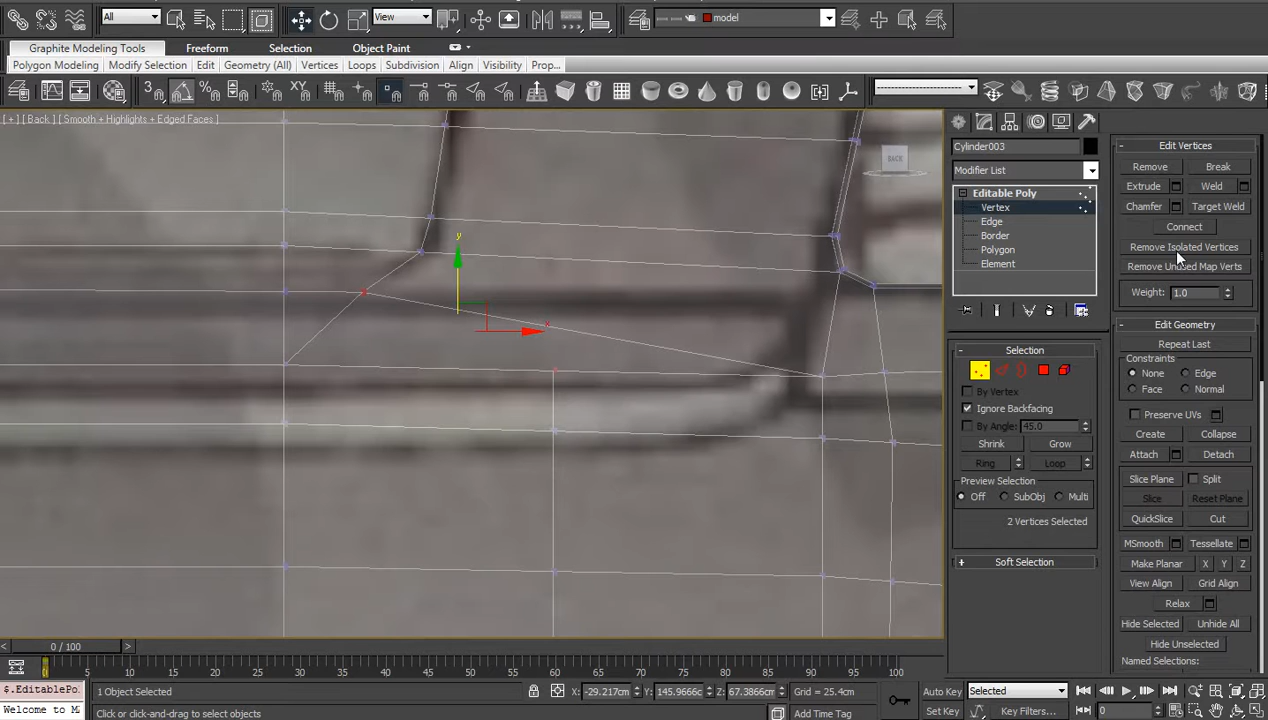 All
View
model
Graphite Modeling Tools
Freeform
Selection
Object Paint
Polygon Modeling
Modify Selection
Edit
Geometry (All)
Vertices
Loops
Subdivision
Align
Visibility
Prop...
3
%
XY
[ + ] [ Back ] [ Smooth + Highlights + Edged Faces ]
BACK
y
x
Cylinder003
Modifier List
Editable Poly
Vertex
Edge
Border
Polygon
Element
Selection
By Vertex
Ignore Backfacing
By Angle: 45.0
Shrink
Grow
Ring
Loop
Preview Selection
Off
SubObj
Multi
2 Vertices Selected
Soft Selection
Edit Vertices
Remove
Break
Extrude
Weld
Chamfer
Target Weld
Connect
Remove Isolated Vertices
Remove Unused Map Verts
Weight: 1.0
Edit Geometry
Repeat Last
Constraints
None
Edge
Face
Normal
Preserve UVs
Create
Collapse
Attach
Detach
Slice Plane
Split
Slice
Reset Plane
QuickSlice
Cut
MSmooth
Tessellate
Make Planar
X
Y
Z
View Align
Grid Align
Relax
Hide Selected
Unhide All
Hide Unselected
Named Selections:
0 / 100
0 5 10 15 20 25 30 35 40 45 50 55 60 65 70 75 80 85 90 95 100
$.EditablePo.
1 Object Selected
X: -29.217cm
Y: 145.966c
Z: 67.3866cm
Grid = 25.4cm
Auto Key
Selected
Welcome to M
Click or click-and-drag to select objects
Add Time Tag
Set Key
Key Filters...
0